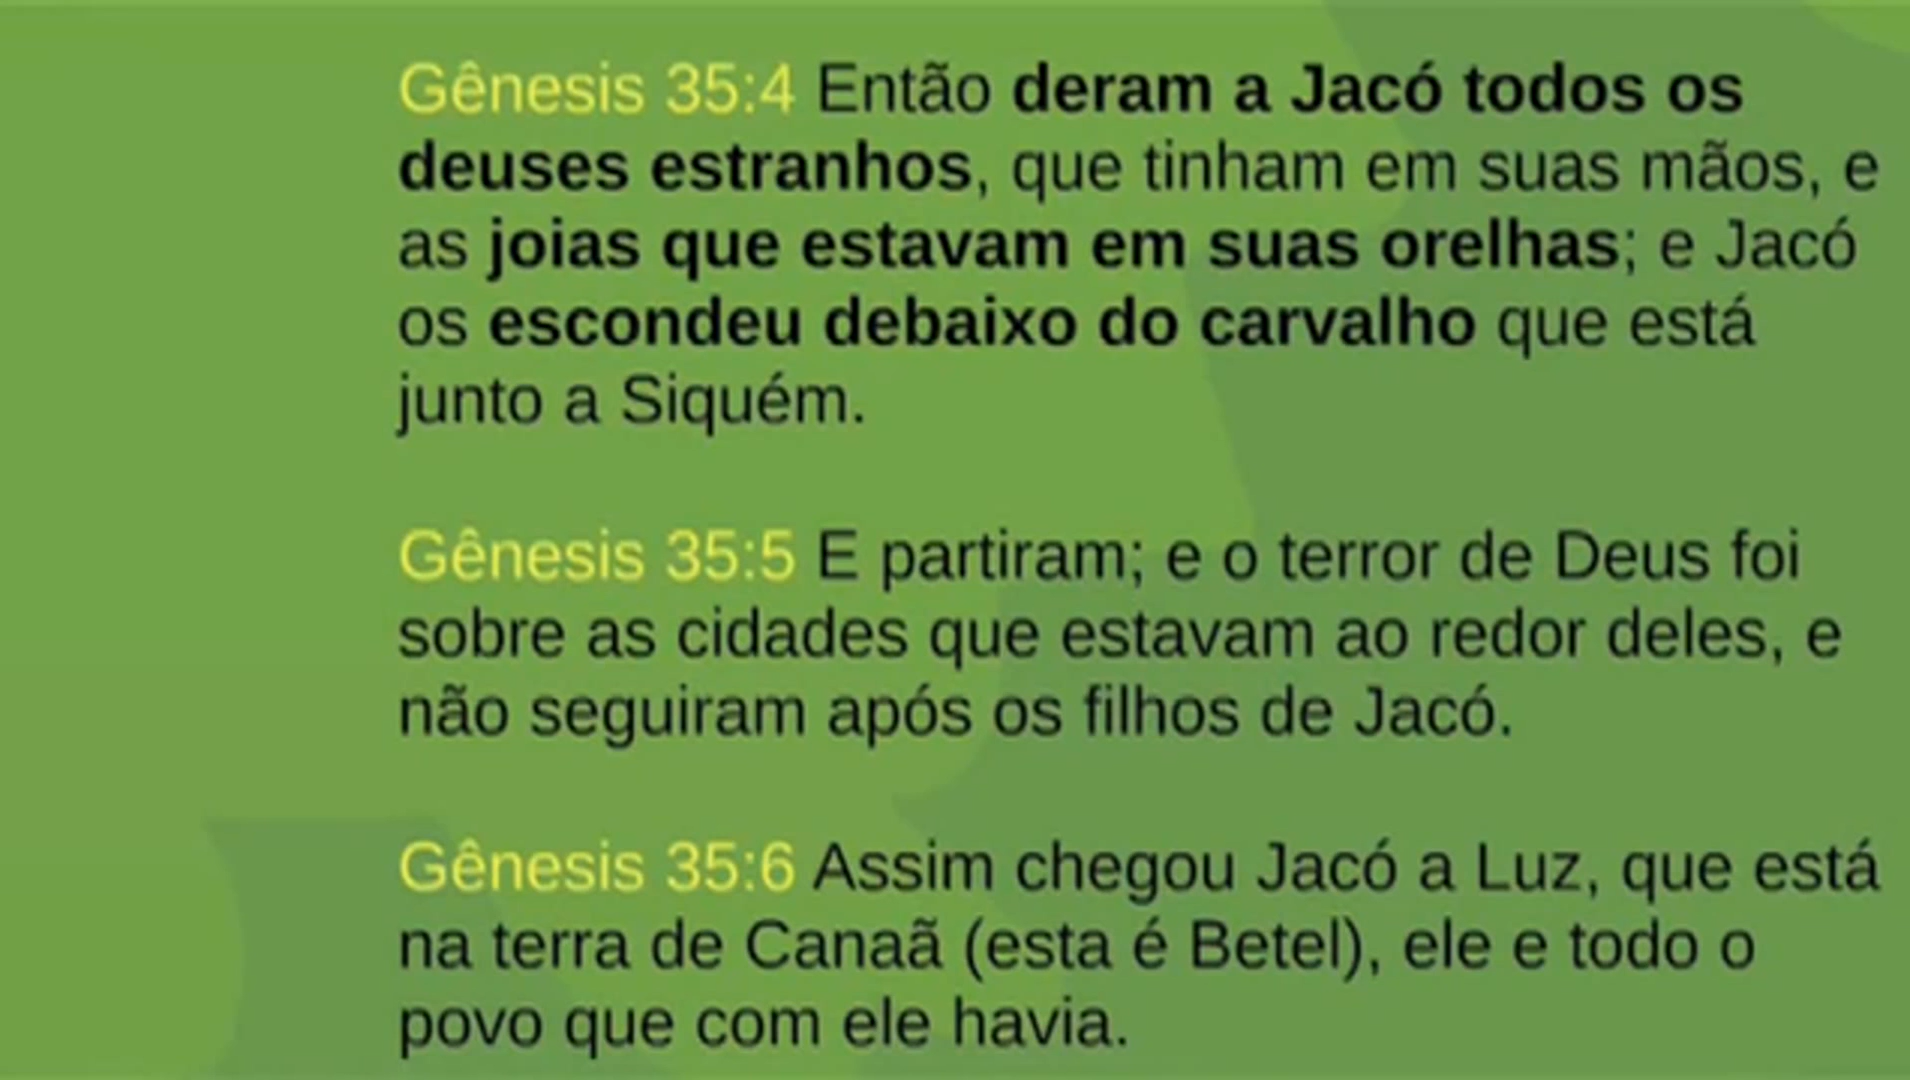 Gênesis 35:4 Então deram a Jacó todos os
deuses estranhos, que tinham em suas mãos, e
as joias que estavam em suas orelhas; e Jacó
os escondeu debaixo do carvalho que está
junto a Siquém.
Gênesis 35:5 E partiram; e o terror de Deus foi
sobre as cidades que estavam ao redor deles, e
não seguiram após os filhos de Jacó.
Gênesis 35:6 Assim chegou Jacó a Luz, que está
na terra de Canaã (esta é Betel), ele e todo o
povo que com ele havia.